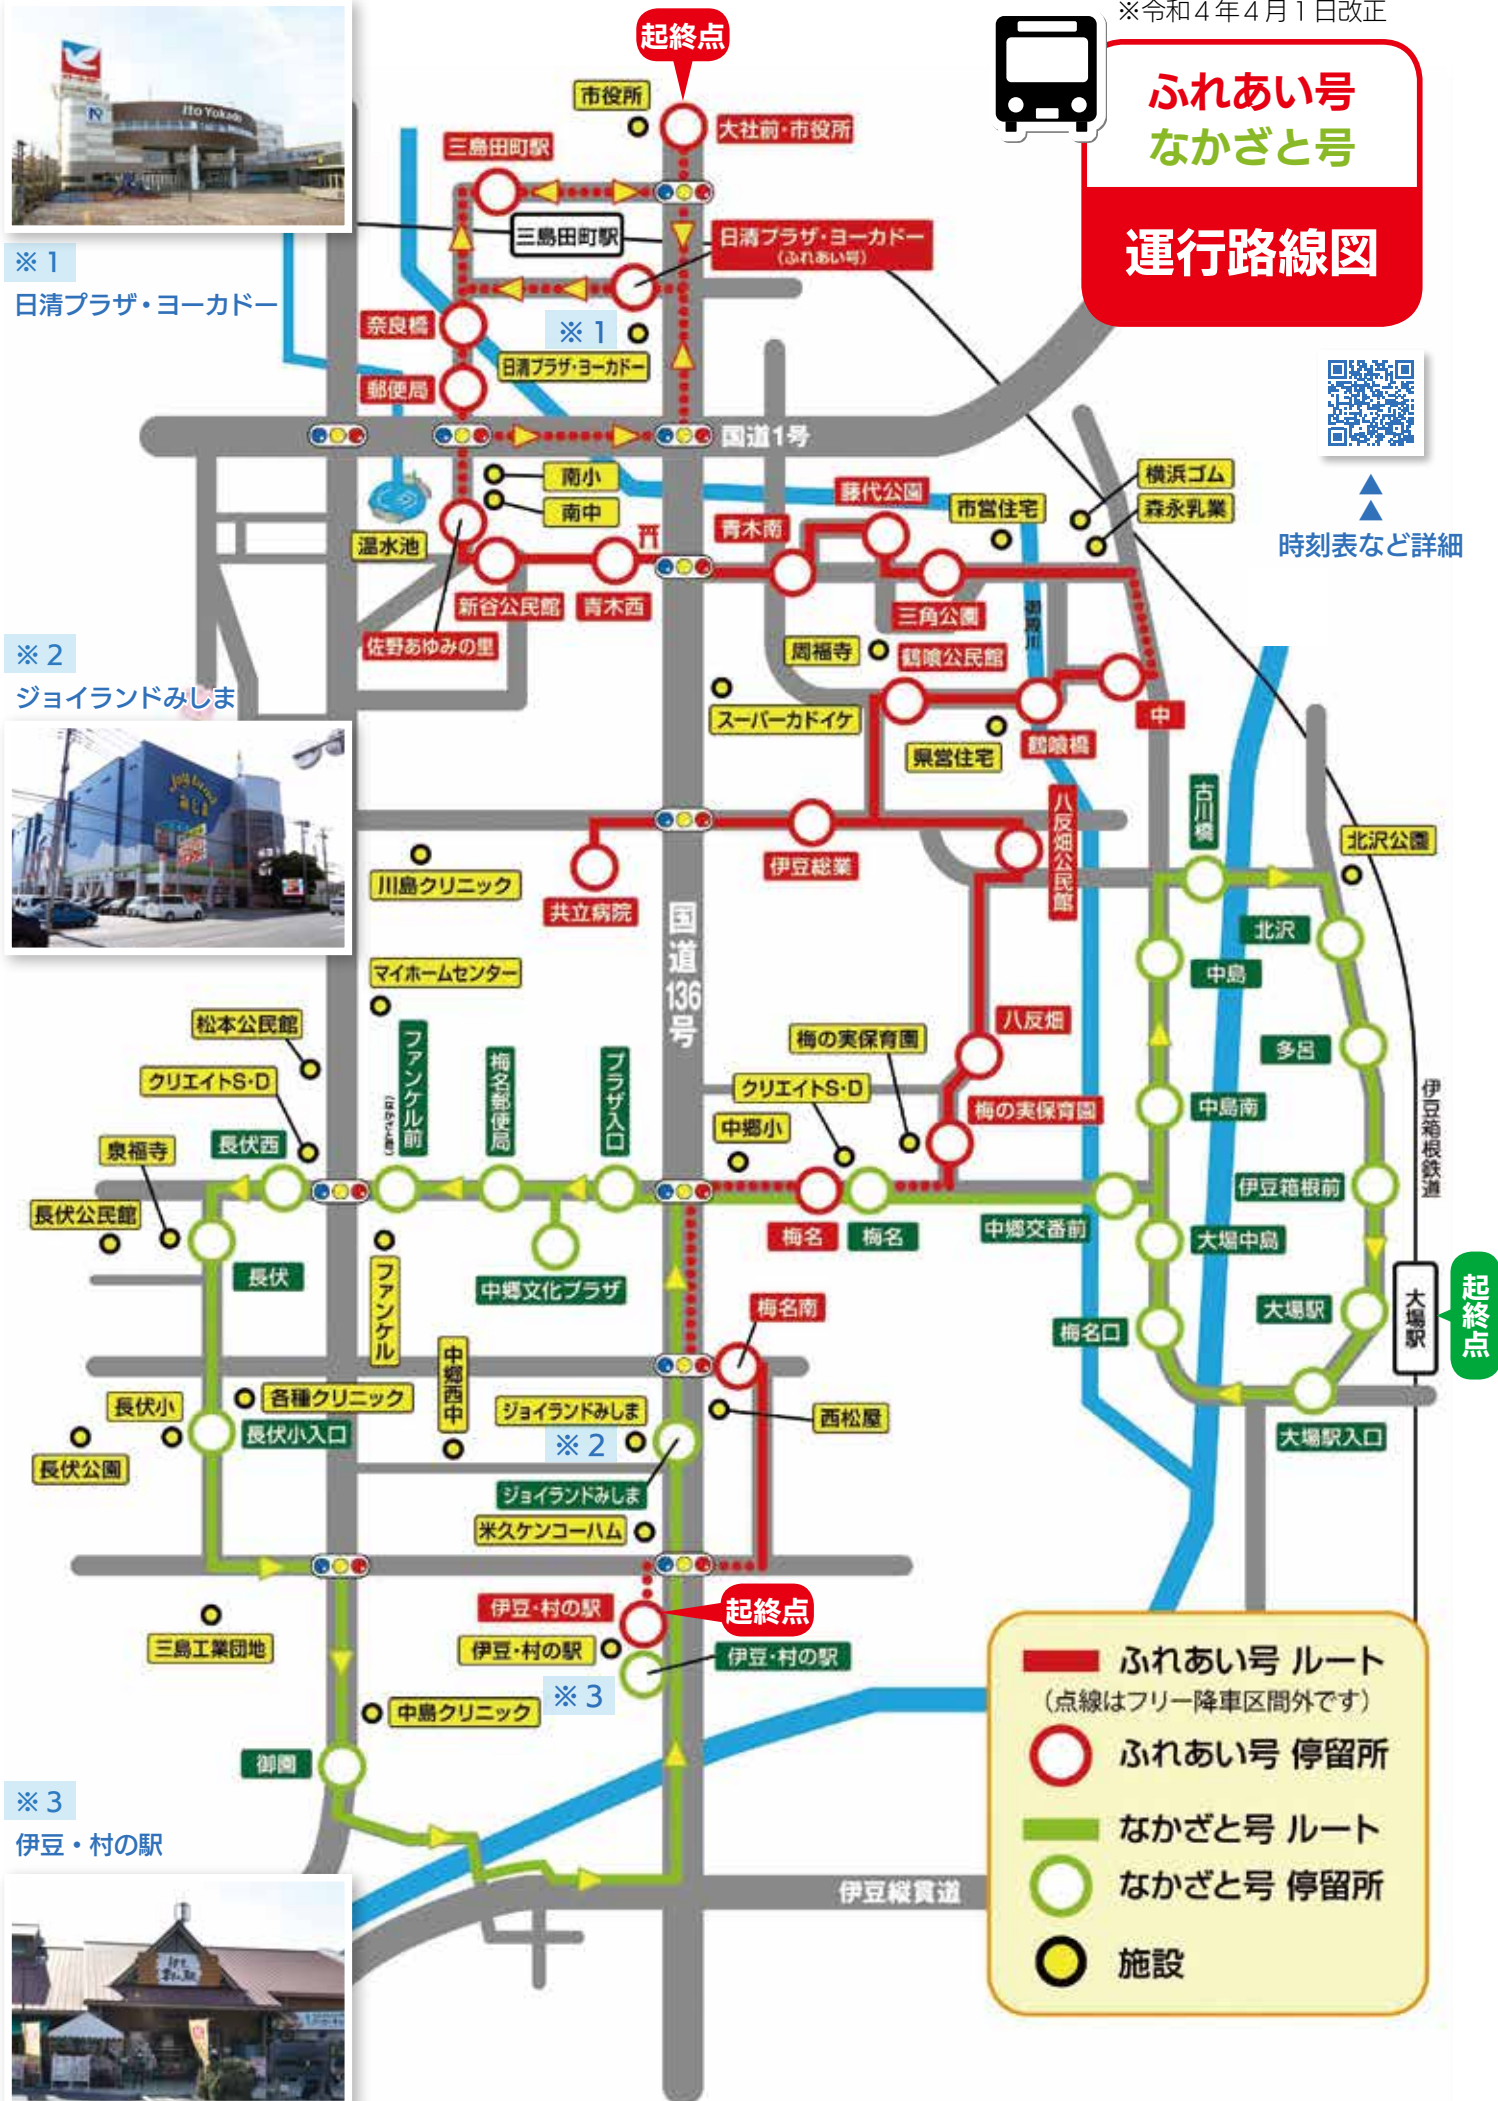 ※令和４年４月１日改正
ふれあい号
なかざと号
運行路線図
時刻表など詳細
起終点
市役所
大社前・市役所
三島田町駅
三島田町駅
日清プラザ・ヨーカドー
(ふれあい号)
Ito Yokado
※1
日清プラザ・ヨーカドー
奈良橋
※1
日清プラザ・ヨーカドー
郵便局
国道1号
南小
南中
温水池
藤代公園
市営住宅
横浜ゴム
森永乳業
青木南
新谷公民館
青木西
三角公園
御殿川
佐野あゆみの里
周福寺
鶴喰公民館
※2
ジョイランドみしま
スーパーカドイケ
県営住宅
鶴喰橋
中
古川橋
八反畑公民館
北沢公園
伊豆総業
川島クリニック
共立病院
国道136号
北沢
中島
マイホームセンター
松本公民館
クリエイトS・D
ファンケル前
(なかざと号)
梅名郵便局
プラザ入口
八反畑
梅の実保育園
クリエイトS・D
梅の実保育園
中郷小
多呂
中島南
伊豆箱根鉄道
泉福寺
長伏西
長伏公民館
長伏
ファンケル
中郷文化プラザ
梅名
梅名
中郷交番前
伊豆箱根前
大場中島
梅名南
梅名口
大場駅
大場駅
起終点
中郷西中
長伏小
各種クリニック
長伏小入口
長伏公園
ジョイランドみしま
※2
西松屋
大場駅入口
ジョイランドみしま
米久ケンコーハム
伊豆・村の駅
起終点
三島工業団地
伊豆・村の駅
伊豆・村の駅
※3
中島クリニック
御園
※3
伊豆・村の駅
伊豆縦貫道
ふれあい号 ルート
(点線はフリー降車区間外です)
ふれあい号 停留所
なかざと号 ルート
なかざと号 停留所
施設